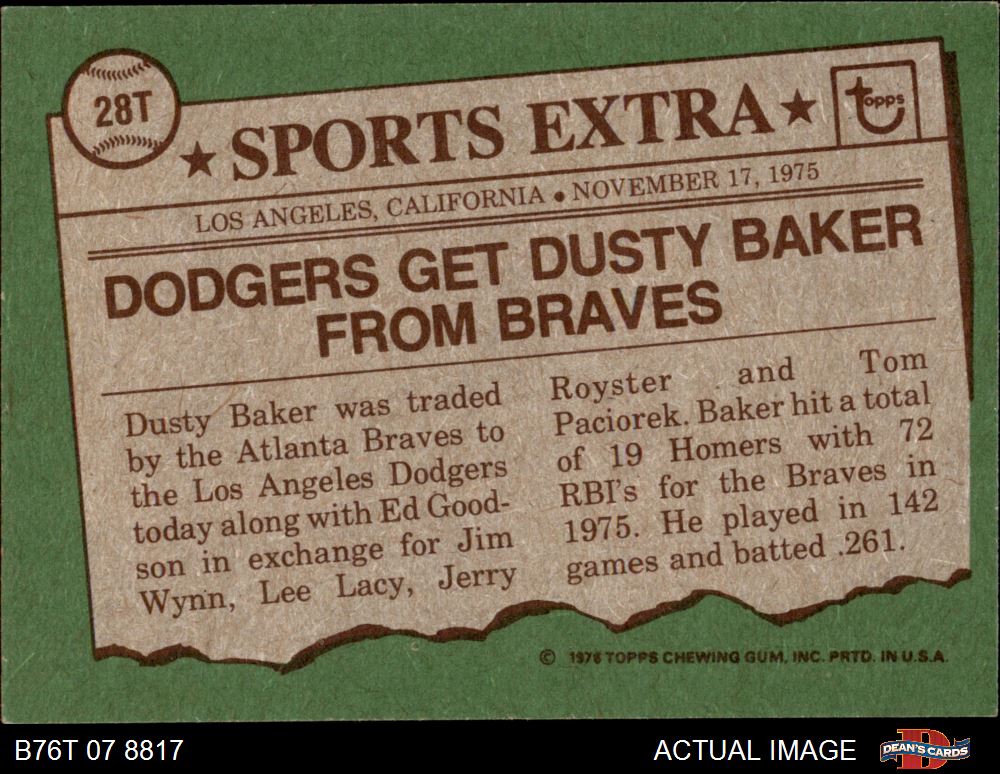 28T
★ SPORTS EXTRA ★
Topps
LOS ANGELES, CALIFORNIA • NOVEMBER 17, 1975
DODGERS GET DUSTY BAKER
FROM BRAVES
Dusty Baker was traded
by the Atlanta Braves to
the Los Angeles Dodgers
today along with Ed Good-
son in exchange for Jim
Wynn, Lee Lacy, Jerry
Royster and Tom
Paciorek. Baker hit a total
of 19 Homers with 72
RBI's for the Braves in
1975. He played in 142
games and batted .261.
© 1976 TOPPS CHEWING GUM, INC. PRTD. IN U.S.A.
B76T 07 8817
ACTUAL IMAGE
DEAN'S CARDS